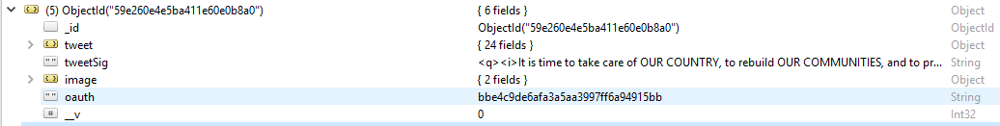 (5) ObjectId("59e260e4e5ba411e60e0b8a0") { 6 fields } Object
_id ObjectId("59e260e4e5ba411e60e0b8a0") ObjectId
tweet { 24 fields } Object
tweetSig <q><i>It is time to take care of OUR COUNTRY, to rebuild OUR COMMUNITIES, and to pr... String
image { 2 fields } Object
oauth bbe4c9de6afa3a5aa3997ff6a94915bb String
__v 0 Int32